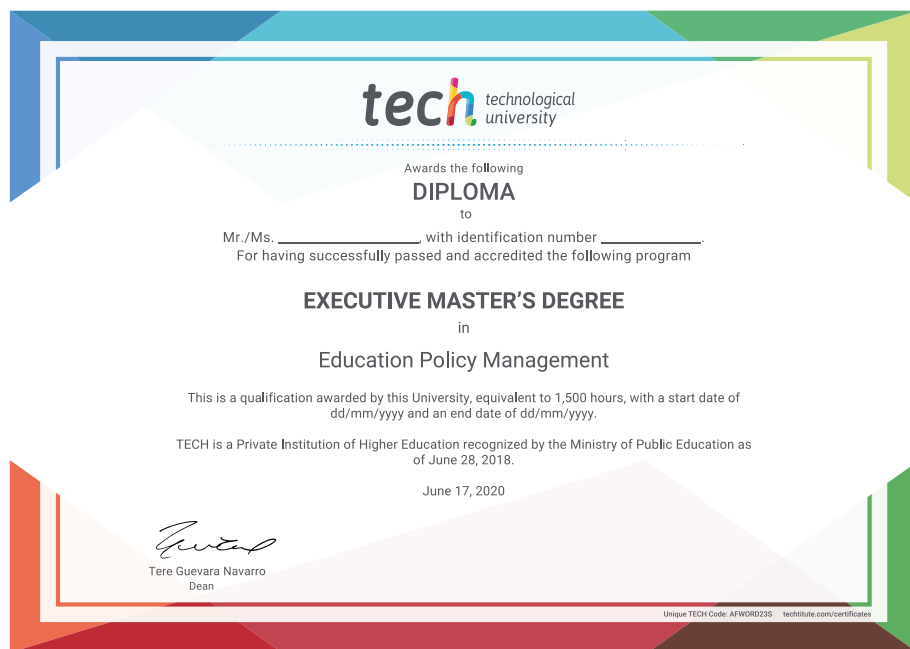 tech technological
university
Awards the following
DIPLOMA
to
Mr./Ms. ____________________, with identification number ______________.
For having successfully passed and accredited the following program
EXECUTIVE MASTER'S DEGREE
in
Education Policy Management
This is a qualification awarded by this University, equivalent to 1,500 hours, with a start date of
dd/mm/yyyy and an end date of dd/mm/yyyy.
TECH is a Private Institution of Higher Education recognized by the Ministry of Public Education as
of June 28, 2018.
June 17, 2020
Tere Guevara Navarro
Dean
Unique TECH Code: AFWORD23S techtitute.com/certificates